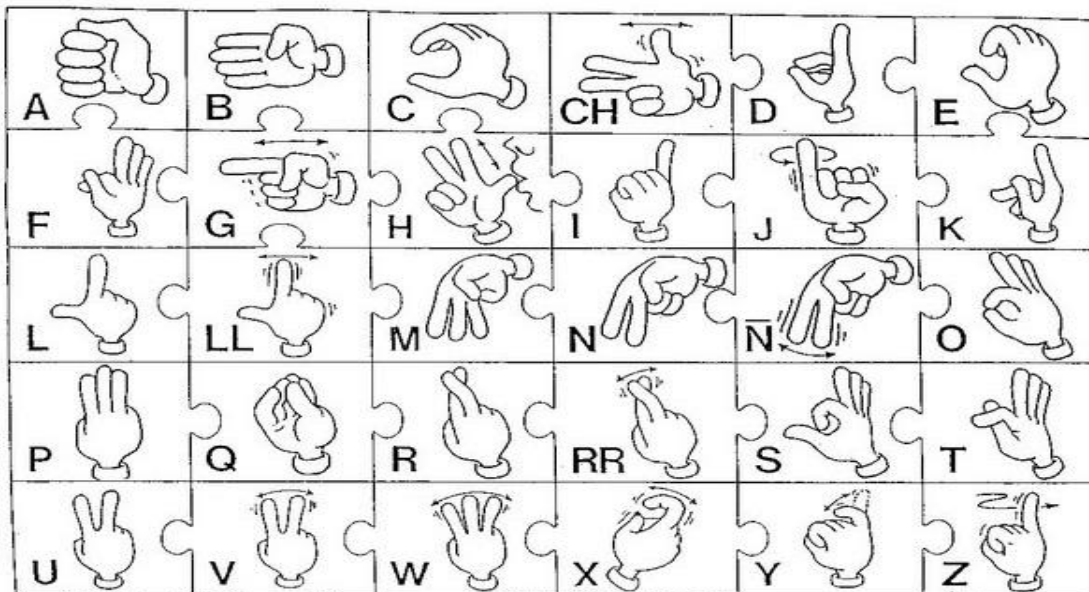 A B C CH D E
F G H I J K
L LL M N Ñ O
P Q R RR S T
U V W X Y Z